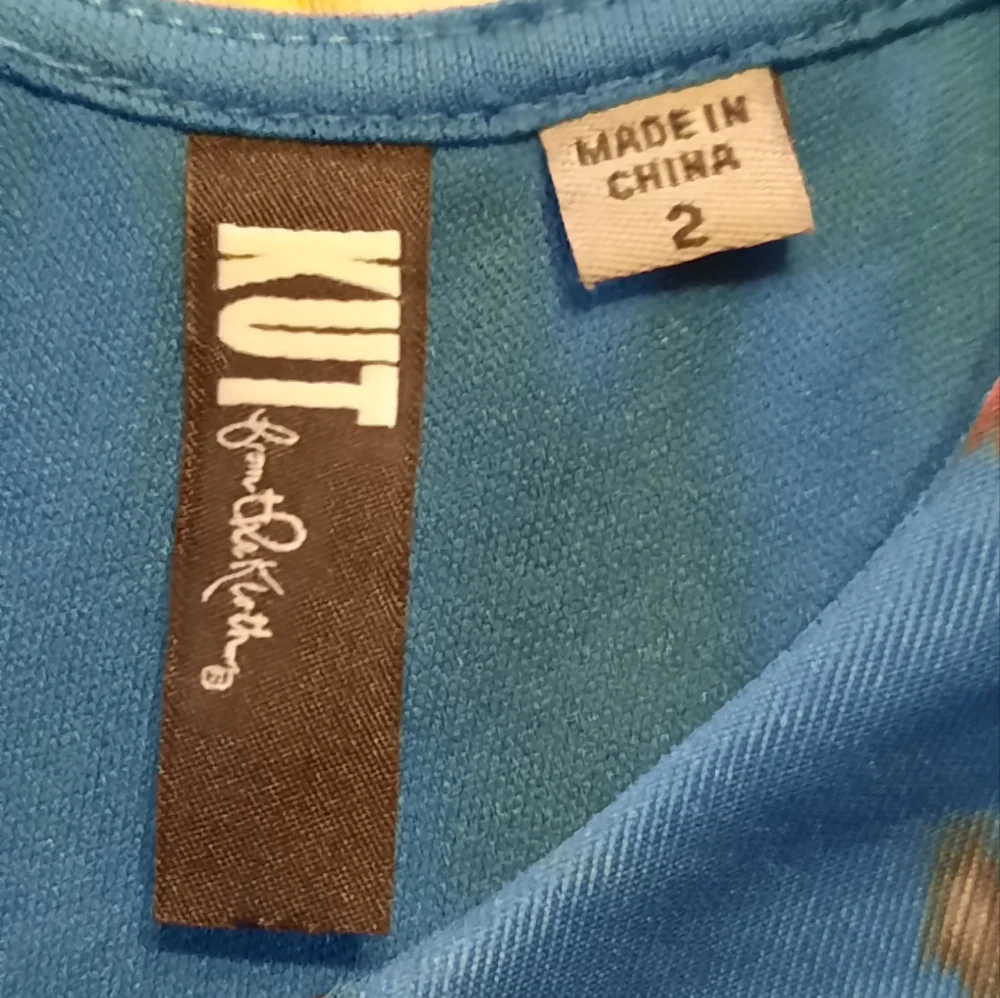 KUT
from the Kloth
®
MADE IN
CHINA
2